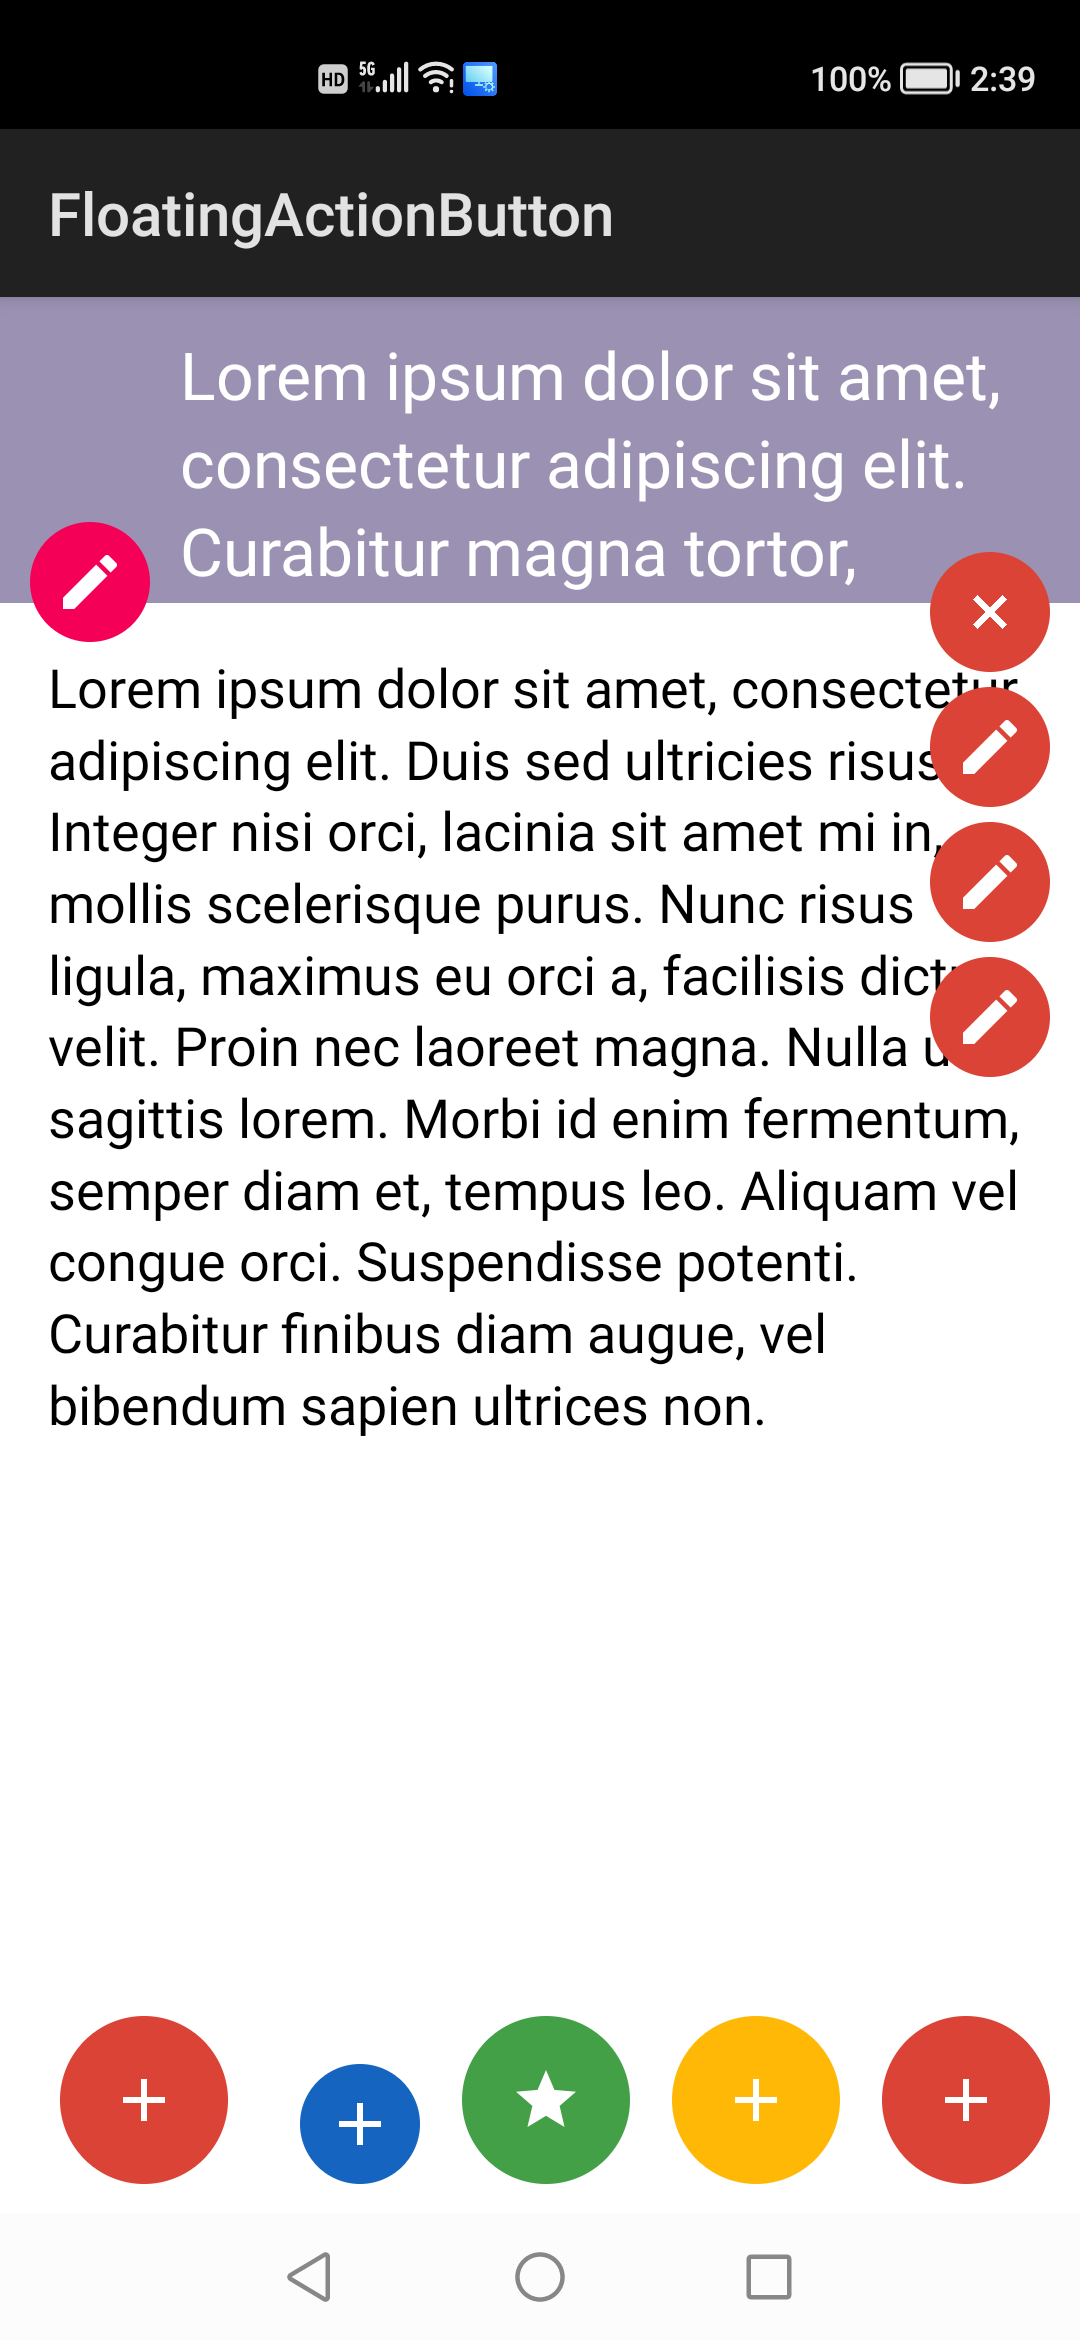 HD 5G 100% 2:39
FloatingActionButton
Lorem ipsum dolor sit amet,
consectetur adipiscing elit.
Curabitur magna tortor,
Lorem ipsum dolor sit amet, consectetur
adipiscing elit. Duis sed ultricies risus
Integer nisi orci, lacinia sit amet mi in,
mollis scelerisque purus. Nunc risus
ligula, maximus eu orci a, facilisis
velit. Proin nec laoreet magna. Nulla
sagittis lorem. Morbi id enim fermentum,
semper diam et, tempus leo. Aliquam vel
congue orci. Suspendisse potenti.
Curabitur finibus diam augue, vel
bibendum sapien ultrices non.